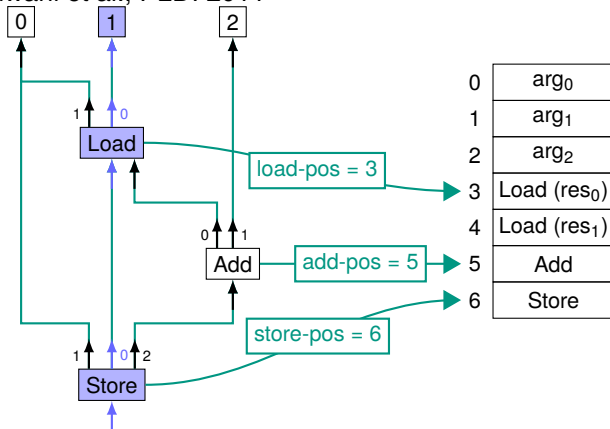 0 1 2
1 0
Load
load-pos = 3
0 1
Add
add-pos = 5
store-pos = 6
1 0 2
Store
0 arg0
1 arg1
2 arg2
3 Load (res0)
4 Load (res1)
5 Add
6 Store